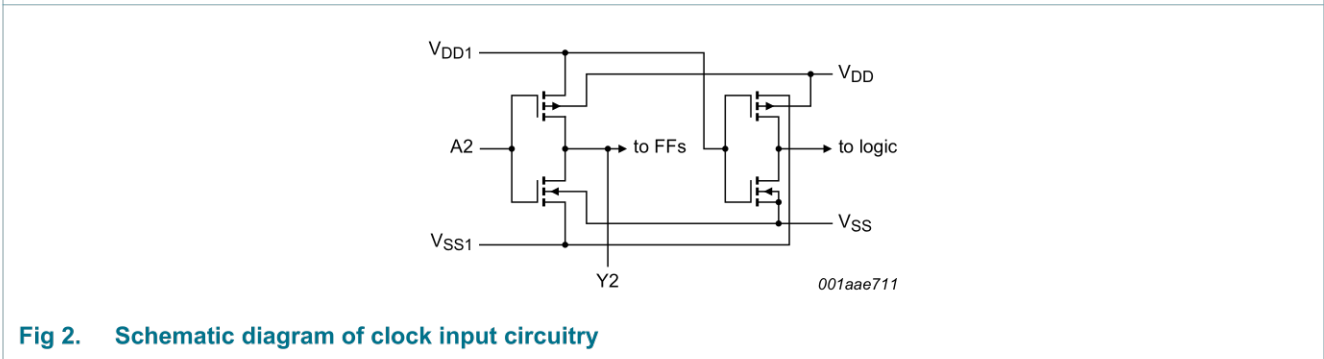 VDD1
VDD
A2
to FFs
to logic
VSS
VSS1
Y2
001aae711
Fig 2. Schematic diagram of clock input circuitry